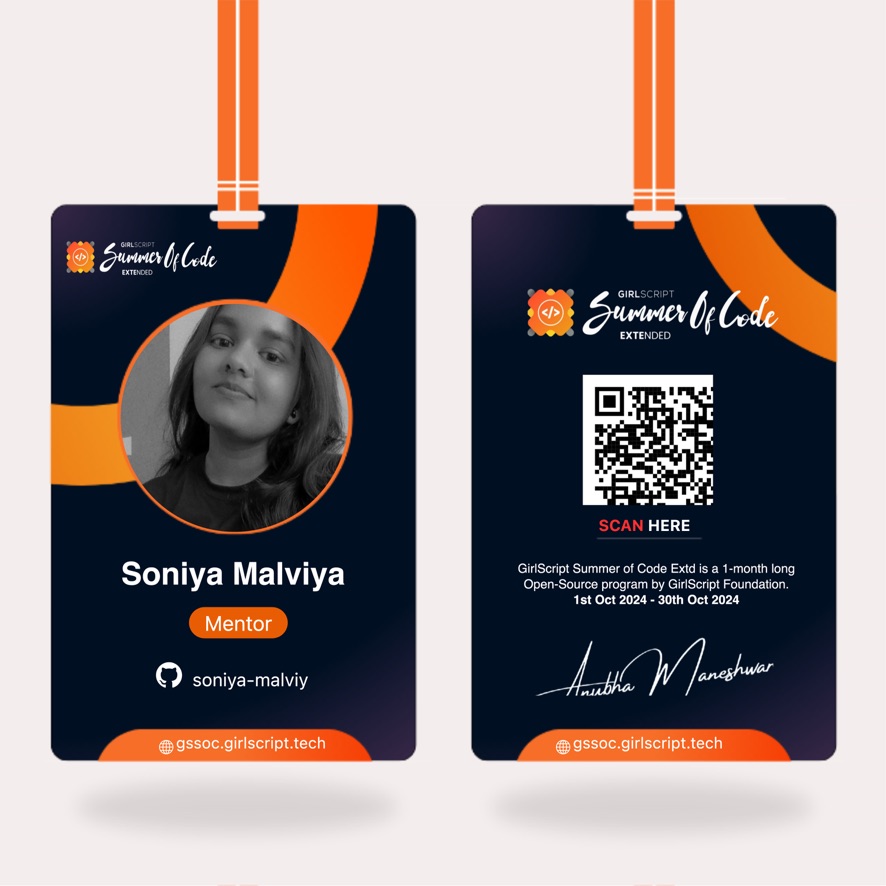 GIRLSCRIPT
Summer Of Code
EXTENDED
Soniya Malviya
Mentor
soniya-malviy
gssoc.girlscript.tech
GIRLSCRIPT
Summer Of Code
EXTENDED
SCAN HERE
GirlScript Summer of Code Extd is a 1-month long
Open-Source program by GirlScript Foundation.
1st Oct 2024 - 30th Oct 2024
Anubha Maneshwar
gssoc.girlscript.tech